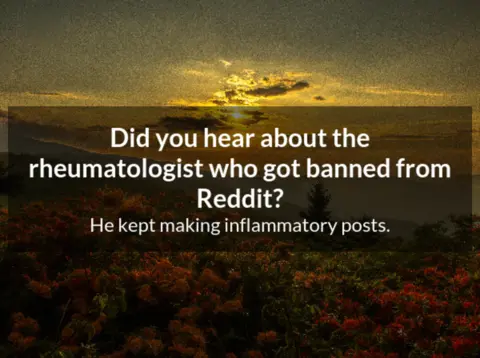 Did you hear about the
rheumatologist who got banned from
Reddit?
He kept making inflammatory posts.